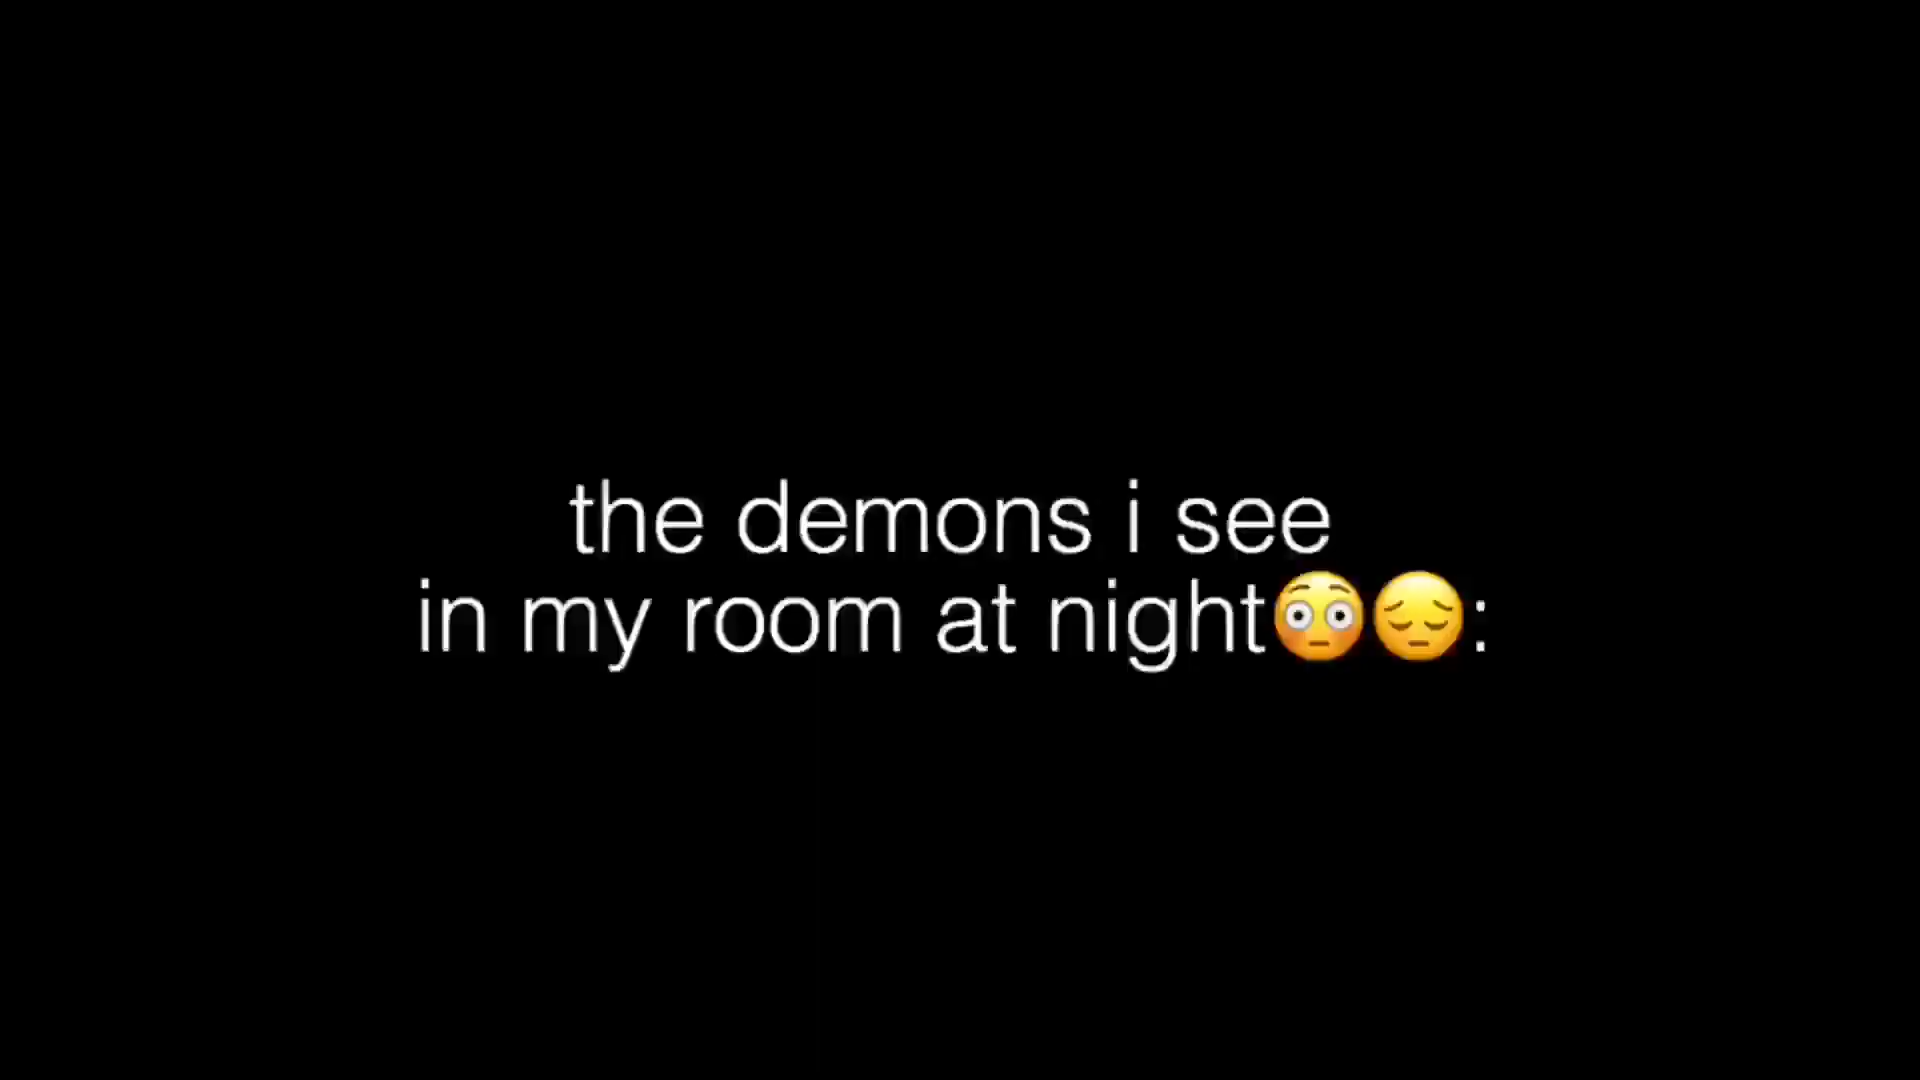 the demons i see
in my room at night😳😔: